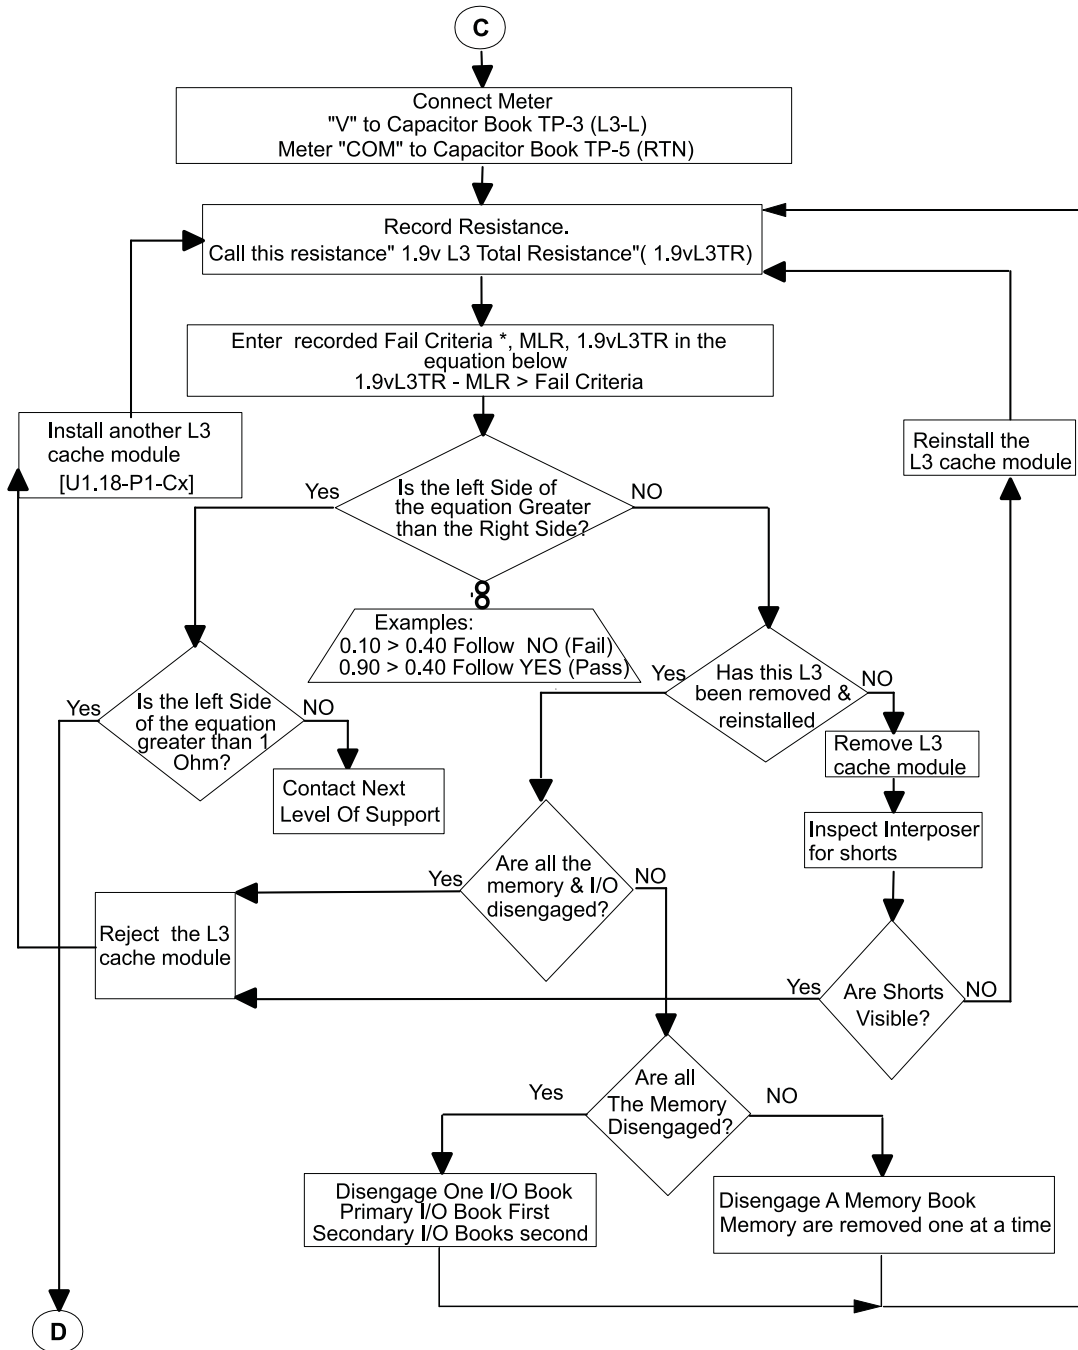 C
Connect Meter
"V" to Capacitor Book TP-3 (L3-L)
Meter "COM" to Capacitor Book TP-5 (RTN)
Record Resistance.
Call this resistance" 1.9v L3 Total Resistance"( 1.9vL3TR)
Enter recorded Fail Criteria *, MLR, 1.9vL3TR in the
equation below
1.9vL3TR - MLR > Fail Criteria
Install another L3
cache module
[U1.18-P1-Cx]
Reinstall the
L3 cache module
Yes
Is the left Side of
the equation Greater
than the Right Side?
NO
Examples:
0.10 > 0.40 Follow NO (Fail)
0.90 > 0.40 Follow YES (Pass)
Yes
Is the left Side
of the equation
greater than 1
Ohm?
NO
Contact Next
Level Of Support
Yes
Has this L3
been removed &
reinstalled
NO
Remove L3
cache module
Inspect Interposer
for shorts
Yes
Are all the
memory & I/O
disengaged?
NO
Reject the L3
cache module
Yes
Are Shorts
Visible?
NO
Yes
Are all
The Memory
Disengaged?
NO
Disengage One I/O Book
Primary I/O Book First
Secondary I/O Books second
Disengage A Memory Book
Memory are removed one at a time
D